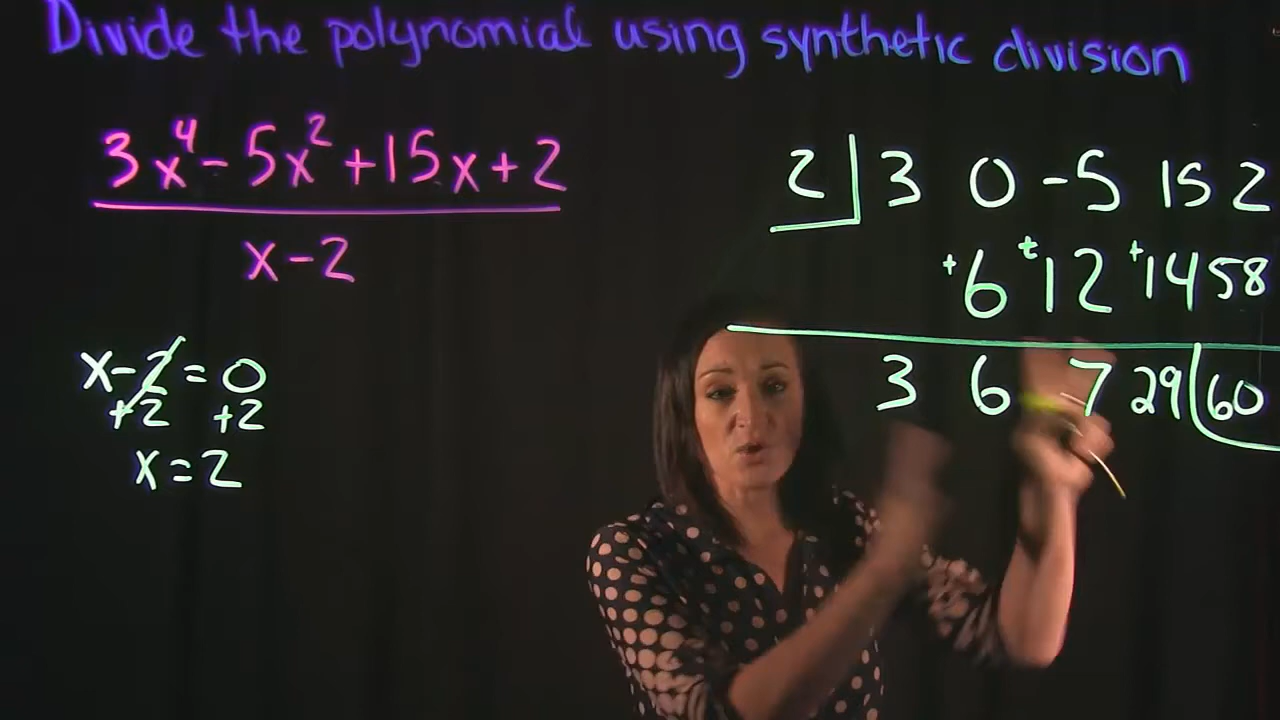 Divide the polynomial using synthetic division
3x⁴ - 5x² + 15x + 2
x - 2
x - 2 = 0
+2 +2
x = 2
2 3 0 -5 15 2
+6 +12 +14 58
3 6 7 29 60